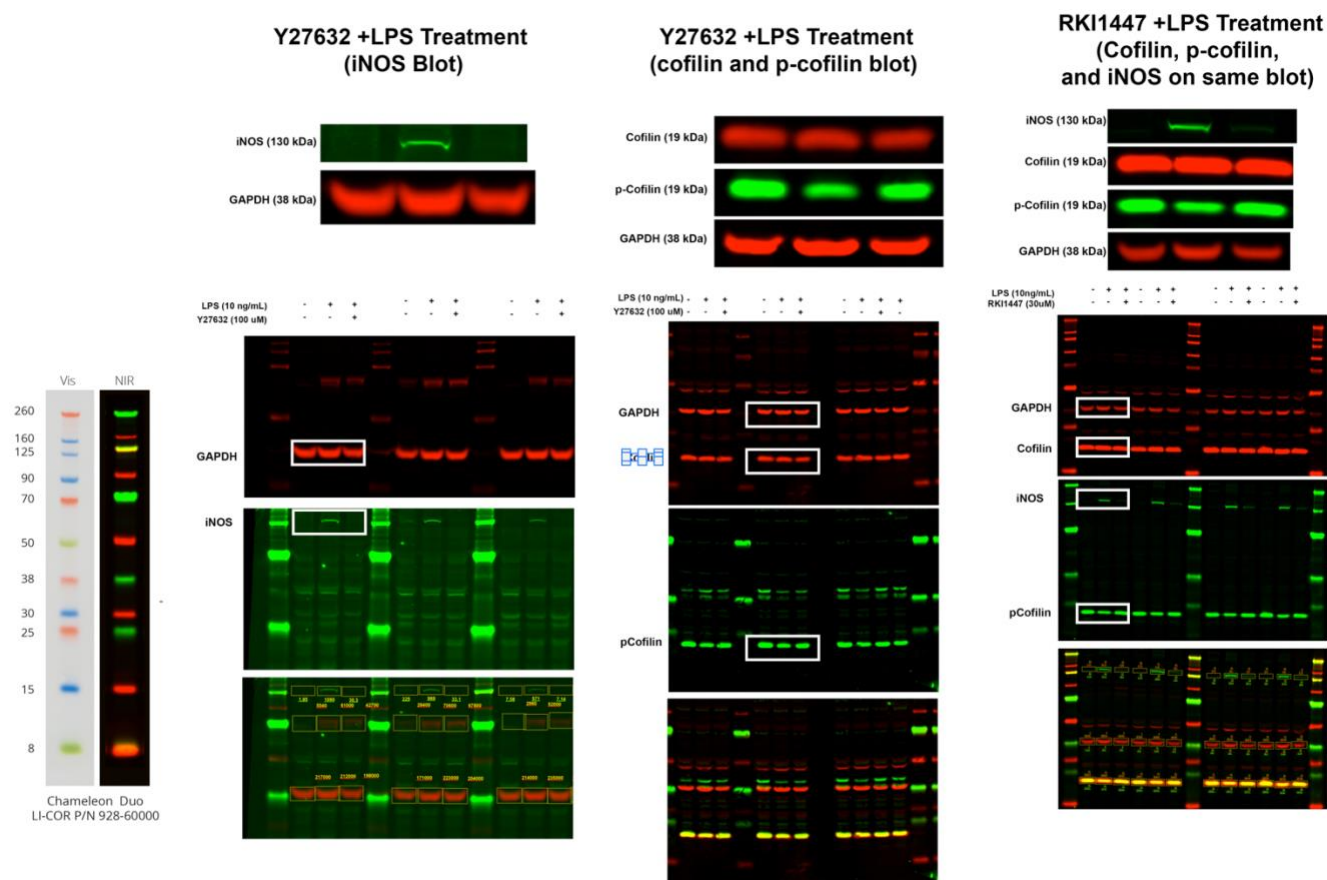 Y27632 +LPS Treatment
(iNOS Blot)
iNOS (130 kDa)
GAPDH (38 kDa)
LPS (10 ng/mL) - + + - + + - + +
Y27632 (100 uM) - - + - - + - - +
GAPDH
iNOS
Y27632 +LPS Treatment
(cofilin and p-cofilin blot)
Cofilin (19 kDa)
p-Cofilin (19 kDa)
GAPDH (38 kDa)
LPS (10 ng/mL) - + + - + + - + + +
Y27632 (100 uM) - - + - - + - - + -
GAPDH
pCofilin
RKI1447 +LPS Treatment
(Cofilin, p-cofilin,
and iNOS on same blot)
iNOS (130 kDa)
Cofilin (19 kDa)
p-Cofilin (19 kDa)
GAPDH (38 kDa)
LPS (10ng/mL) - + + - + + - + + - + +
RKI1447 (30uM) - - + - - + - - + - - +
GAPDH
Cofilin
iNOS
pCofilin
Vis NIR
260
160
125
90
70
50
38
30
25
15
8
Chameleon Duo
LI-COR P/N 928-60000